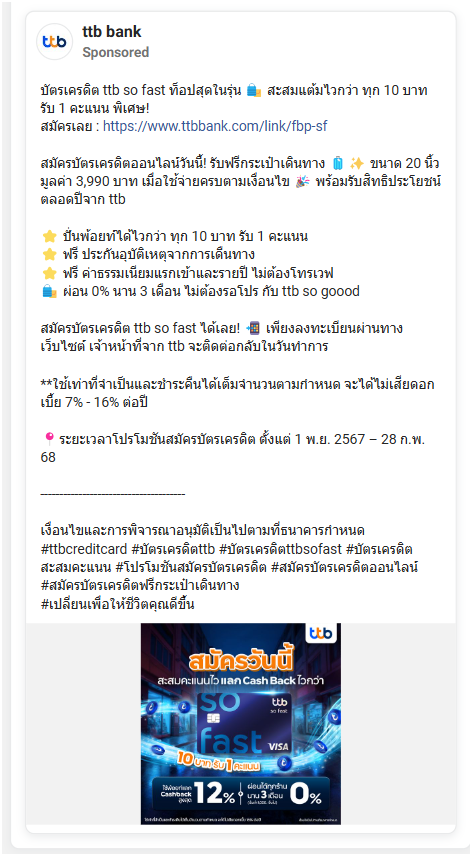 ttb
ttb bank
Sponsored
บัตรเครดิต ttb so fast ท็อปสุดในรุ่น 🛍️ สะสมแต้มไวกว่า ทุก 10 บาท
รับ 1 คะแนน พิเศษ!
สมัครเลย : https://www.ttbbank.com/link/fbp-sf
สมัครบัตรเครดิตออนไลน์วันนี้! รับฟรีกระเป๋าเดินทาง 🧳 ✨ ขนาด 20 นิ้ว
มูลค่า 3,990 บาท เมื่อใช้จ่ายครบตามเงื่อนไข 🎉 พร้อมรับสิทธิประโยชน์
ตลอดปีจาก ttb
⭐ ปั่นพ้อยท์ได้ไวกว่า ทุก 10 บาท รับ 1 คะแนน
⭐ ฟรี ประกันอุบัติเหตุจากการเดินทาง
⭐ ฟรี ค่าธรรมเนียมแรกเข้าและรายปี ไม่ต้องโทรเวฟ
🛍️ ผ่อน 0% นาน 3 เดือน ไม่ต้องรอโปร กับ ttb so goood
สมัครบัตรเครดิต ttb so fast ได้เลย! 📲 เพียงลงทะเบียนผ่านทาง
เว็บไซต์ เจ้าหน้าที่จาก ttb จะติดต่อกลับในวันทำการ
**ใช้เท่าที่จำเป็นและชำระคืนได้เต็มจำนวนตามกำหนด จะได้ไม่เสียดอก
เบี้ย 7% - 16% ต่อปี
📍 ระยะเวลาโปรโมชันสมัครบัตรเครดิต ตั้งแต่ 1 พ.ย. 2567 – 28 ก.พ.
68
-------------------------------------
เงื่อนไขและการพิจารณาอนุมัติเป็นไปตามที่ธนาคารกำหนด
#ttbcreditcard #บัตรเครดิตttb #บัตรเครดิตttbsofast #บัตรเครดิต
สะสมคะแนน #โปรโมชันสมัครบัตรเครดิต #สมัครบัตรเครดิตออนไลน์
#สมัครบัตรเครดิตฟรีกระเป๋าเดินทาง
#เปลี่ยนเพื่อให้ชีวิตคุณดีขึ้น
ttb
สมัครวันนี้
สะสมคะแนนไว แลก Cash Back ไวกว่า
so fast
ttb
so fast
VISA
10 บาท รับ 1 คะแนน
ใช้พ้อยท์แลก Cashback สูงสุด 12%
ผ่อนได้ทุกร้าน นาน 3 เดือน 0%